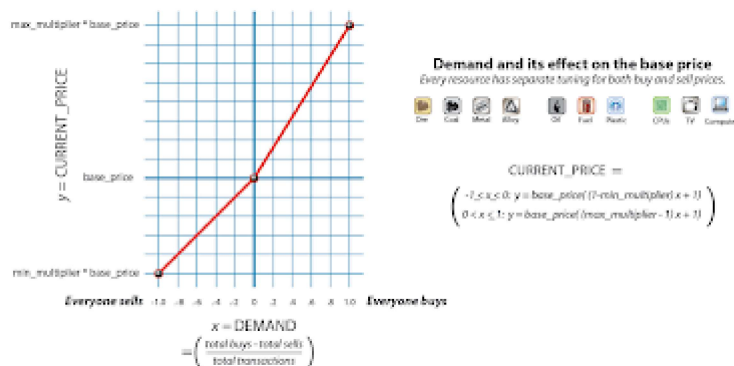 max_multiplier * base_price
y = CURRENT_PRICE
base_price
min_multiplier * base_price
Everyone sells -1.0 -.8 -.6 -.4 -.2 0 .2 .4 .6 .8 1.0 Everyone buys
x = DEMAND
= ( total buys - total sells
total transactions )
Demand and its effect on the base price
Every resource has separate tuning for both buy and sell prices.
Ore Coal Metal Alloy Oil Fuel Plastic CPUs TV Computer
CURRENT_PRICE =
-1 ≤ x ≤ 0: y = base_price( (1-min_multiplier) x + 1)
0 < x ≤ 1: y = base_price( (max_multiplier - 1) x + 1)